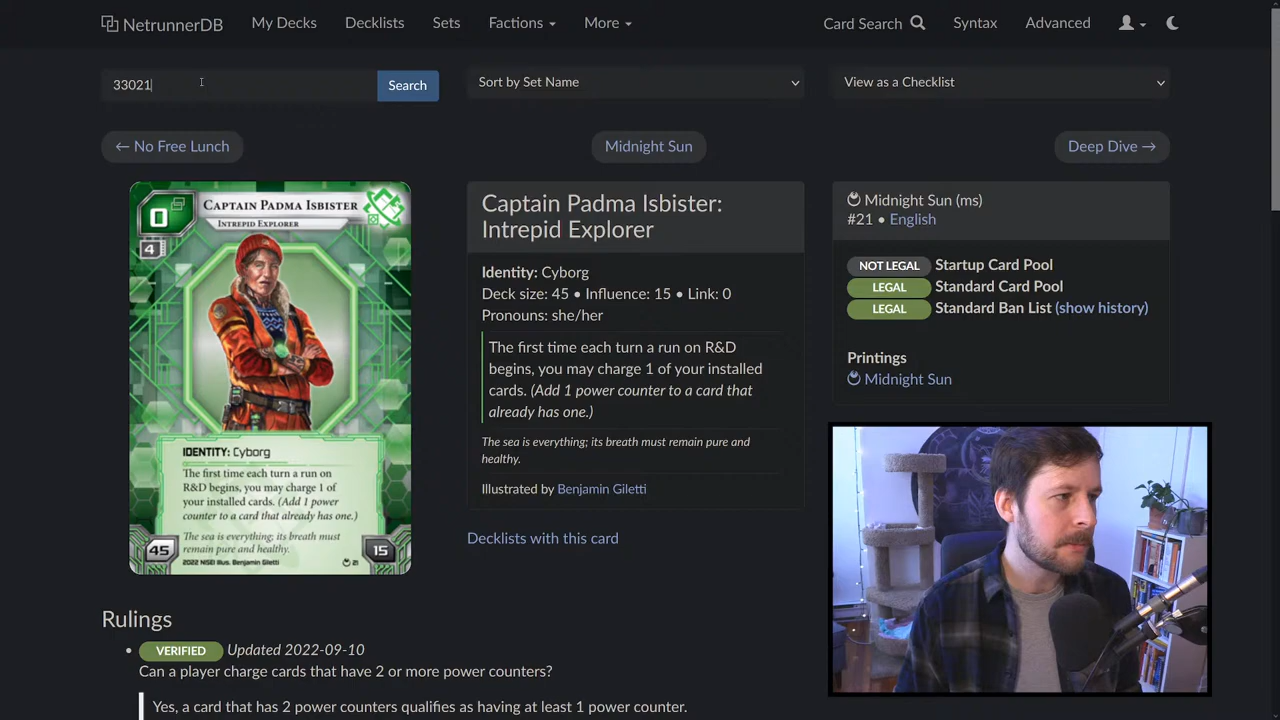 NetrunnerDB
My Decks
Decklists
Sets
Factions
More
Card Search
Syntax
Advanced
33021
Search
Sort by Set Name
View as a Checklist
← No Free Lunch
Midnight Sun
Deep Dive →
0
CAPTAIN PADMA ISBISTER
INTREPID EXPLORER
4
IDENTITY: Cyborg
The first time each turn a run on
R&D begins, you may charge 1 of
your installed cards. (Add 1 power
counter to a card that already has one.)
The sea is everything; its breath must
remain pure and healthy.
2022 NISEI Illus. Benjamin Giletti
21
45
15
Captain Padma Isbister:
Intrepid Explorer
Identity: Cyborg
Deck size: 45 • Influence: 15 • Link: 0
Pronouns: she/her
The first time each turn a run on R&D
begins, you may charge 1 of your installed
cards. (Add 1 power counter to a card that
already has one.)
The sea is everything; its breath must remain pure and
healthy.
Illustrated by Benjamin Giletti
Decklists with this card
Midnight Sun (ms)
#21 • English
NOT LEGAL Startup Card Pool
LEGAL Standard Card Pool
LEGAL Standard Ban List (show history)
Printings
Midnight Sun
Rulings
• VERIFIED Updated 2022-09-10
Can a player charge cards that have 2 or more power counters?
Yes, a card that has 2 power counters qualifies as having at least 1 power counter.